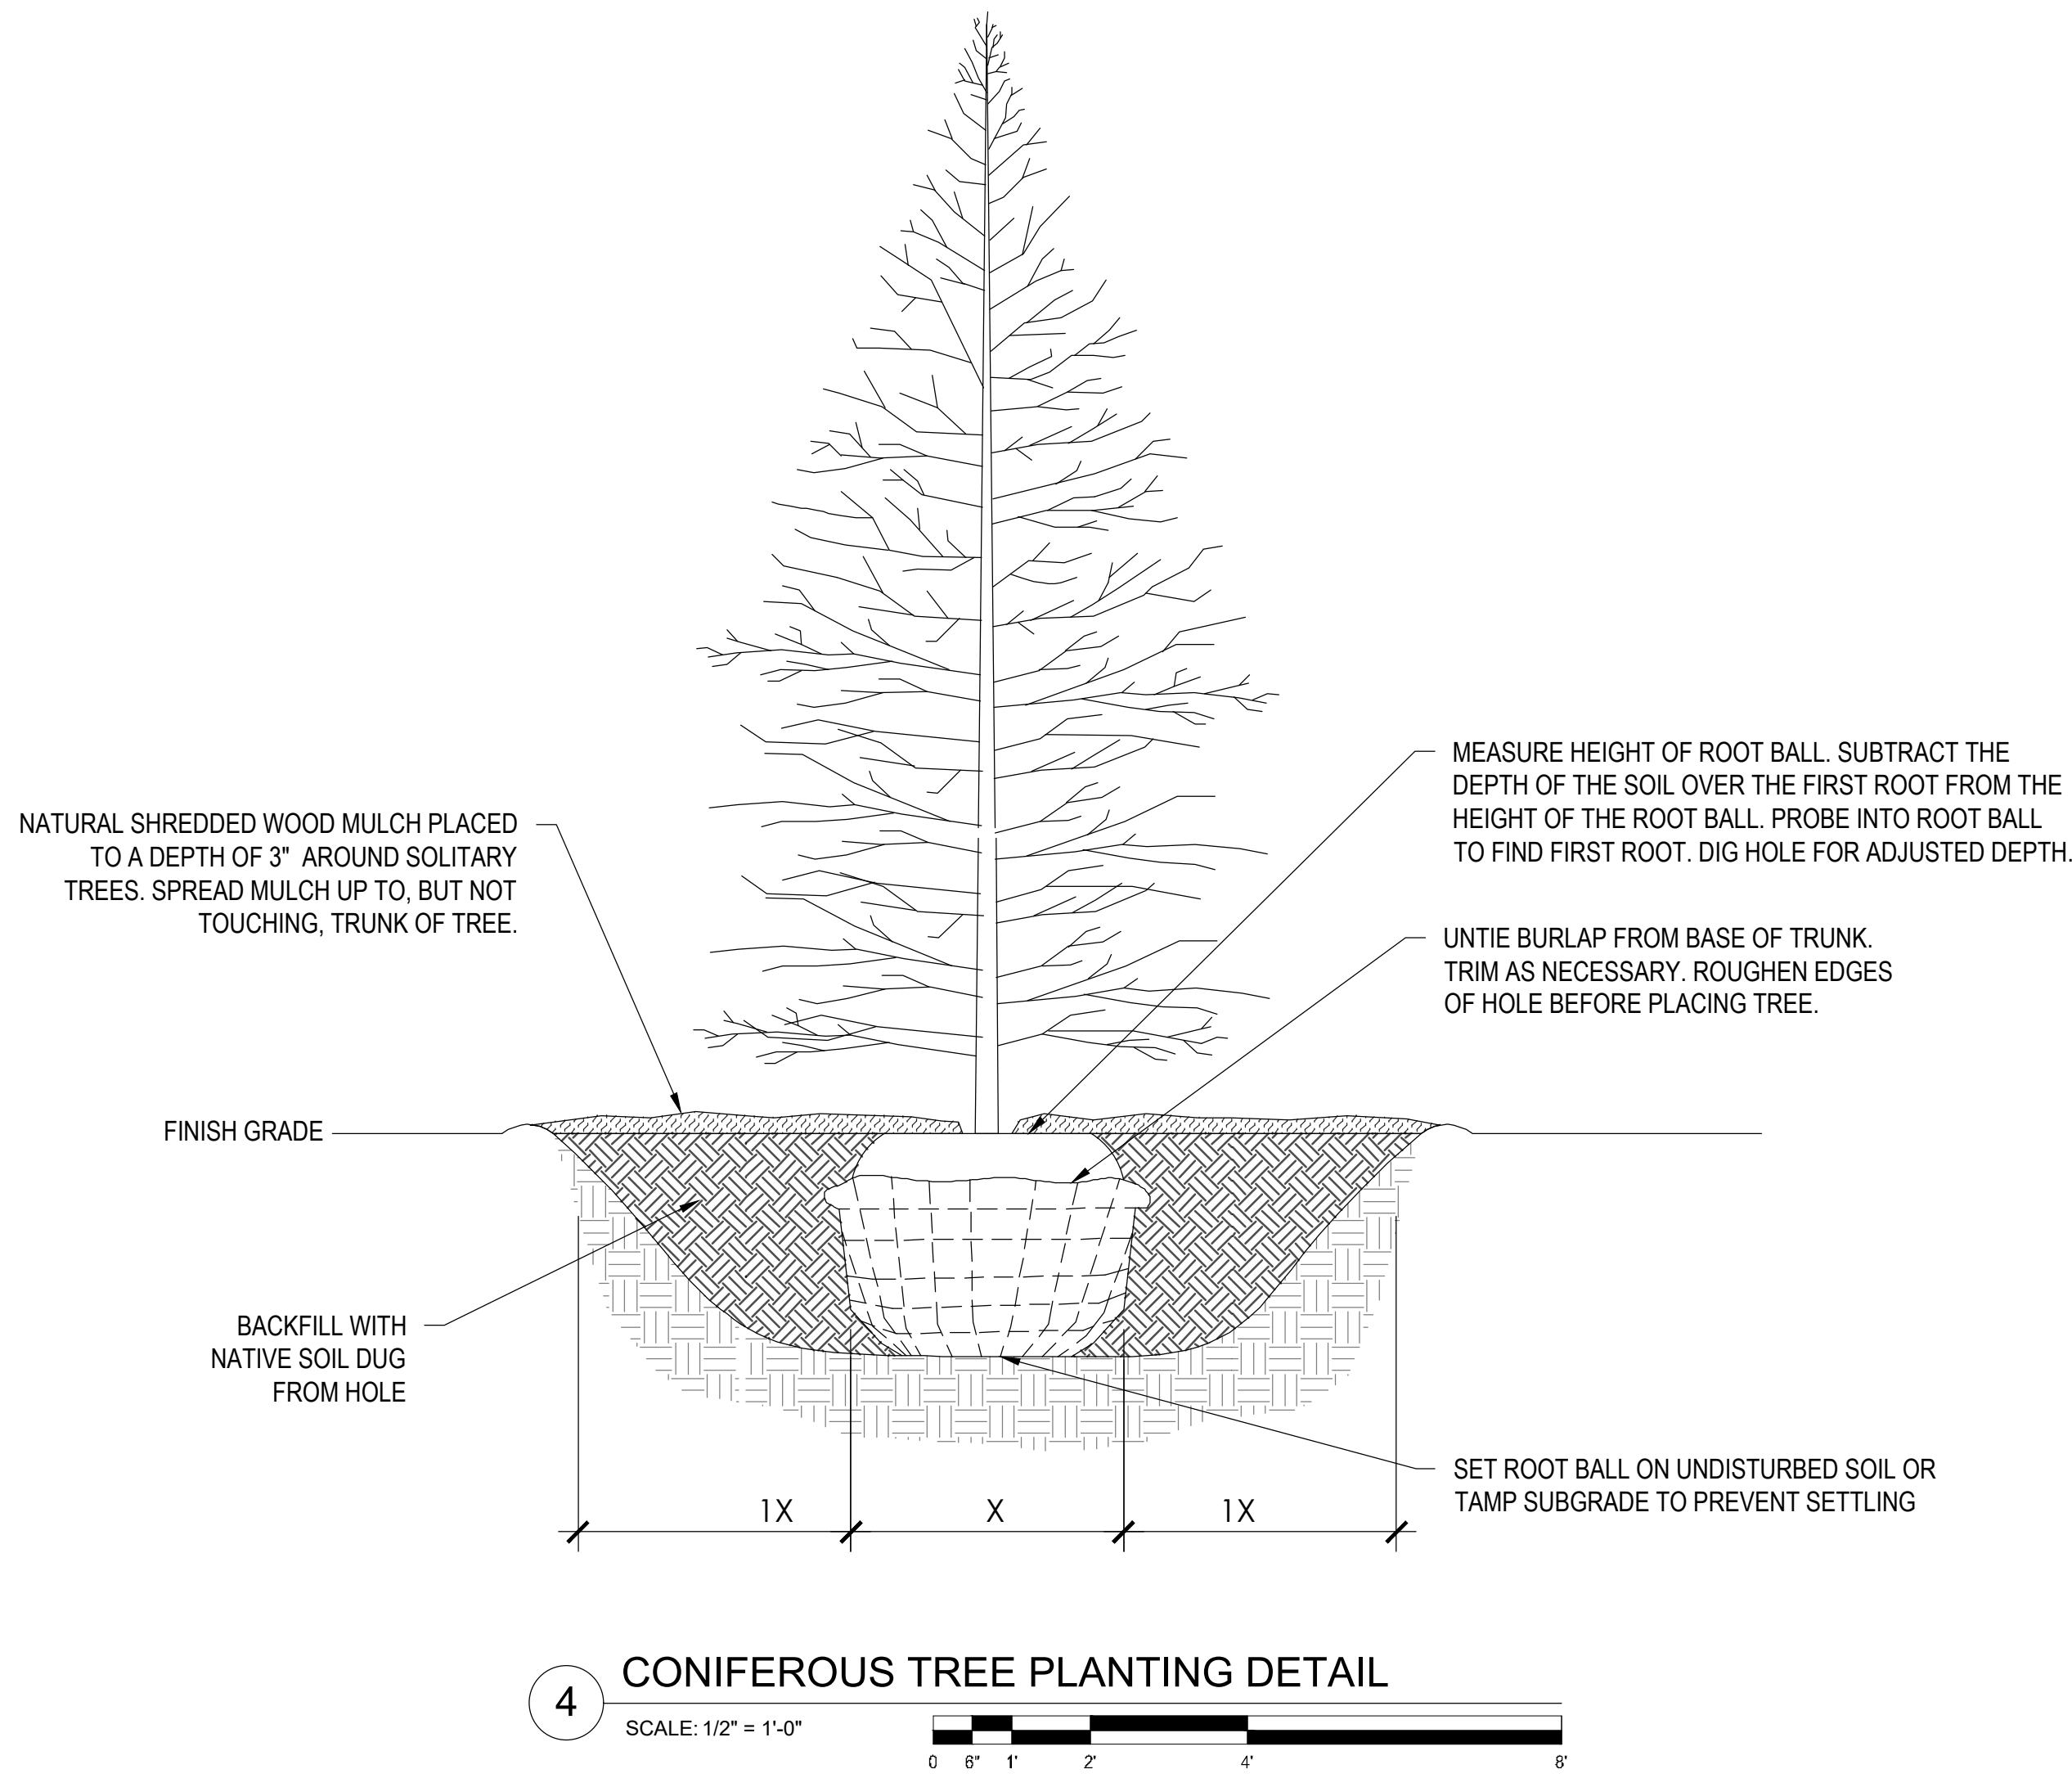 MEASURE HEIGHT OF ROOT BALL. SUBTRACT THE
DEPTH OF THE SOIL OVER THE FIRST ROOT FROM THE
HEIGHT OF THE ROOT BALL. PROBE INTO ROOT BALL
TO FIND FIRST ROOT. DIG HOLE FOR ADJUSTED DEPTH.
NATURAL SHREDDED WOOD MULCH PLACED
TO A DEPTH OF 3" AROUND SOLITARY
TREES. SPREAD MULCH UP TO, BUT NOT
TOUCHING, TRUNK OF TREE.
UNTIE BURLAP FROM BASE OF TRUNK.
TRIM AS NECESSARY. ROUGHEN EDGES
OF HOLE BEFORE PLACING TREE.
FINISH GRADE
BACKFILL WITH
NATIVE SOIL DUG
FROM HOLE
SET ROOT BALL ON UNDISTURBED SOIL OR
TAMP SUBGRADE TO PREVENT SETTLING
1X X 1X
4 CONIFEROUS TREE PLANTING DETAIL
SCALE: 1/2" = 1'-0"
0 6" 1' 2' 4' 8'